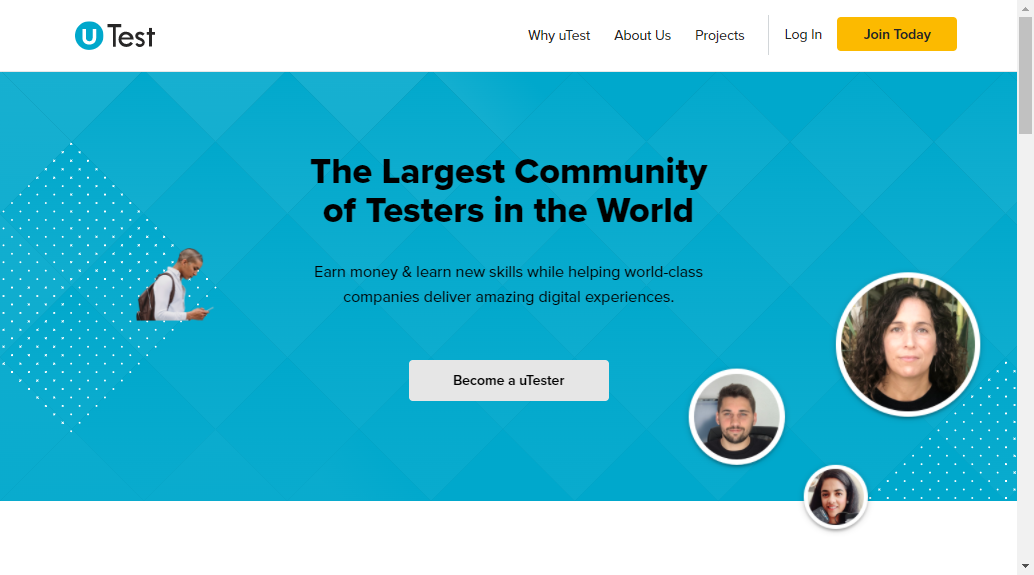 uTest
Why uTest
About Us
Projects
Log In
Join Today
The Largest Community
of Testers in the World
Earn money & learn new skills while helping world-class
companies deliver amazing digital experiences.
Become a uTester